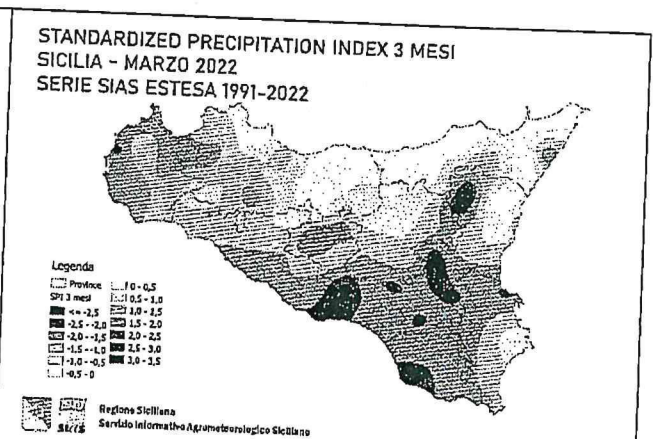 STANDARDIZED PRECIPITATION INDEX 3 MESI
SICILIA - MARZO 2022
SERIE SIAS ESTESA 1991-2022
Legenda
Province
SPI 3 mesi
<= -2,5
-2,5 - -2,0
-2,0 - -1,5
-1,5 - -1,0
-1,0 - -0,5
-0,5 - 0
0 - 0,5
0,5 - 1,0
1,0 - 1,5
1,5 - 2,0
2,0 - 2,5
2,5 - 3,0
3,0 - 3,5
Regione Siciliana
Servizio Informativo Agrometeorologico Siciliano